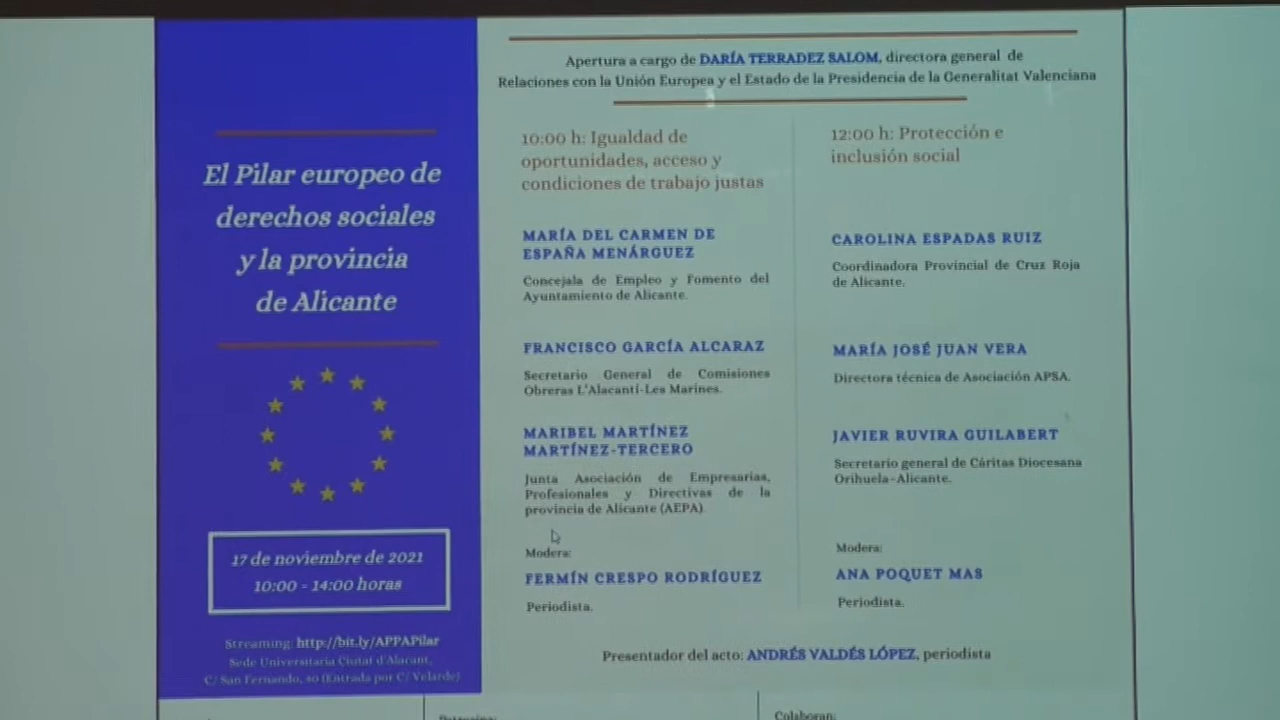 El Pilar europeo de
derechos sociales
y la provincia
de Alicante
17 de noviembre de 2021
10:00 - 14:00 horas
Streaming: http://bit.ly/APPAPilar
Sede Universitaria Ciutat d'Alacant,
C/ San Fernando, 40 (Entrada por C/ Velarde)
Apertura a cargo de DARÍA TERRADEZ SALOM, directora general de
Relaciones con la Unión Europea y el Estado de la Presidencia de la Generalitat Valenciana
10:00 h: Igualdad de
oportunidades, acceso y
condiciones de trabajo justas
MARÍA DEL CARMEN DE
ESPAÑA MENÁRGUEZ
Concejala de Empleo y Fomento del
Ayuntamiento de Alicante.
FRANCISCO GARCÍA ALCARAZ
Secretario General de Comisiones
Obreras L'Alacantí-Les Marines.
MARIBEL MARTÍNEZ
MARTÍNEZ-TERCERO
Junta Asociación de Empresarias,
Profesionales y Directivas de la
provincia de Alicante (AEPA)
Modera:
FERMÍN CRESPO RODRÍGUEZ
Periodista.
12:00 h: Protección e
inclusión social
CAROLINA ESPADAS RUIZ
Coordinadora Provincial de Cruz Roja
de Alicante.
MARÍA JOSÉ JUAN VERA
Directora técnica de Asociación APSA.
JAVIER RUVIRA GUILABERT
Secretario general de Cáritas Diocesana
Orihuela-Alicante.
Modera:
ANA POQUET MAS
Periodista.
Presentador del acto: ANDRÉS VALDÉS LÓPEZ, periodista
Colaboran: